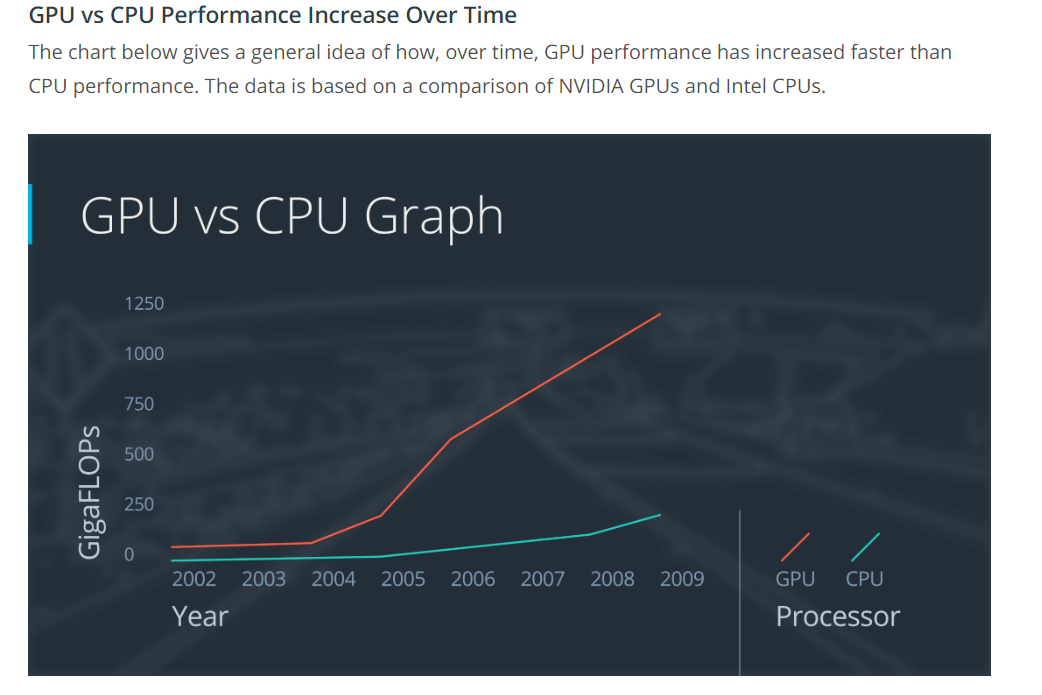 GPU vs CPU Performance Increase Over Time
The chart below gives a general idea of how, over time, GPU performance has increased faster than
CPU performance. The data is based on a comparison of NVIDIA GPUs and Intel CPUs.
GPU vs CPU Graph
1250
1000
750
500
250
0
GigaFLOPs
2002 2003 2004 2005 2006 2007 2008 2009
Year
GPU CPU
Processor